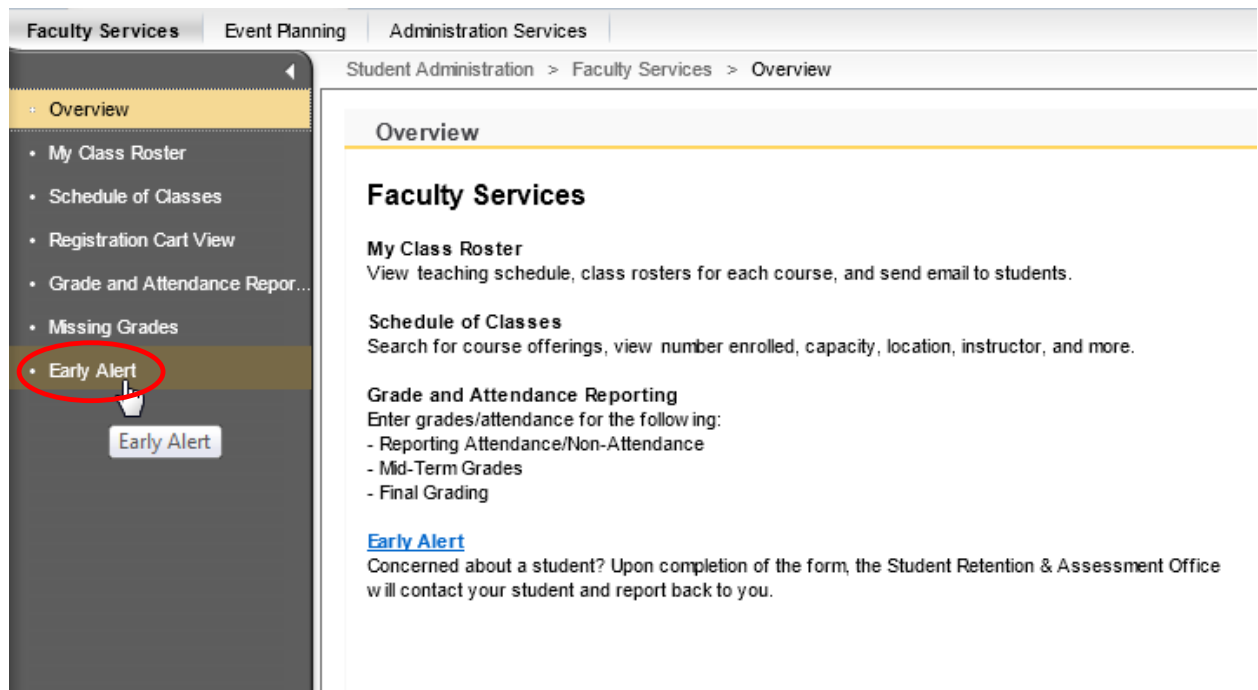 Faculty Services Event Planning Administration Services
Student Administration > Faculty Services > Overview
Overview
My Class Roster
Schedule of Classes
Registration Cart View
Grade and Attendance Repor...
Missing Grades
Early Alert
Early Alert
Overview
Faculty Services
My Class Roster
View teaching schedule, class rosters for each course, and send email to students.
Schedule of Classes
Search for course offerings, view number enrolled, capacity, location, instructor, and more.
Grade and Attendance Reporting
Enter grades/attendance for the following:
- Reporting Attendance/Non-Attendance
- Mid-Term Grades
- Final Grading
Early Alert
Concerned about a student? Upon completion of the form, the Student Retention & Assessment Office
will contact your student and report back to you.